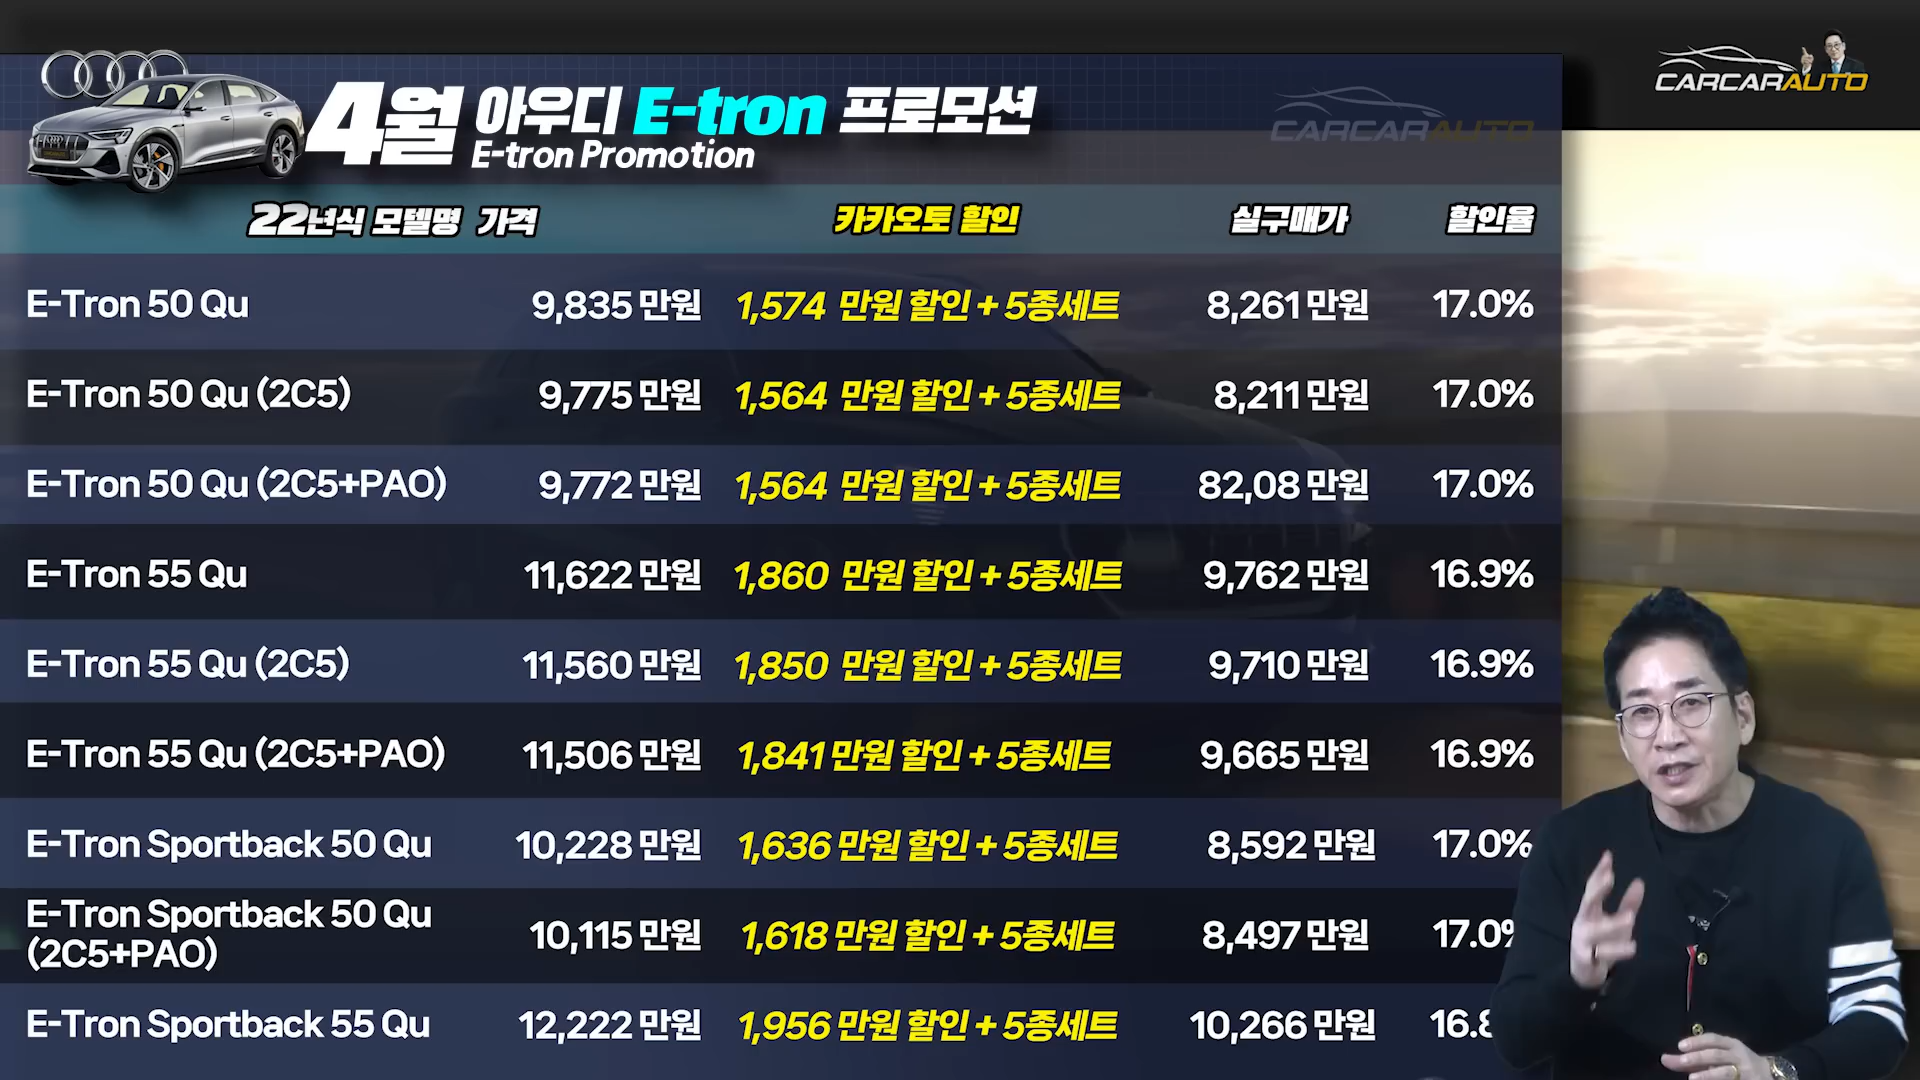 CARCARAUTO
4월 아우디 E-tron 프로모션
E-tron Promotion
CARCARAUTO
22년식 모델명 가격 카카오토 할인 실구매가 할인율
E-Tron 50 Qu 9,835 만원 1,574 만원 할인 + 5종세트 8,261 만원 17.0%
E-Tron 50 Qu (2C5) 9,775 만원 1,564 만원 할인 + 5종세트 8,211 만원 17.0%
E-Tron 50 Qu (2C5+PAO) 9,772 만원 1,564 만원 할인 + 5종세트 82,08 만원 17.0%
E-Tron 55 Qu 11,622 만원 1,860 만원 할인 + 5종세트 9,762 만원 16.9%
E-Tron 55 Qu (2C5) 11,560 만원 1,850 만원 할인 + 5종세트 9,710 만원 16.9%
E-Tron 55 Qu (2C5+PAO) 11,506 만원 1,841 만원 할인 + 5종세트 9,665 만원 16.9%
E-Tron Sportback 50 Qu 10,228 만원 1,636 만원 할인 + 5종세트 8,592 만원 17.0%
E-Tron Sportback 50 Qu
(2C5+PAO) 10,115 만원 1,618 만원 할인 + 5종세트 8,497 만원 17.0%
E-Tron Sportback 55 Qu 12,222 만원 1,956 만원 할인 + 5종세트 10,266 만원